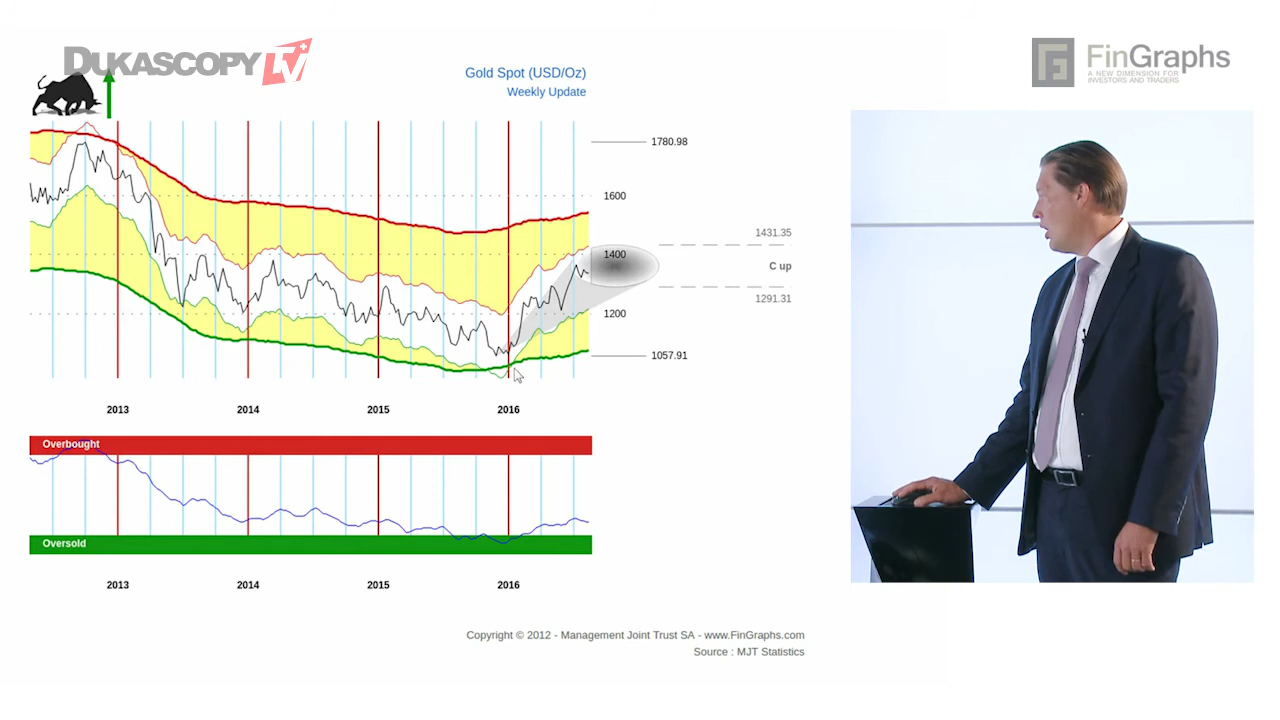 DUKASCOPY TV
FinGraphs
A NEW DIMENSION FOR
INVESTORS AND TRADERS
Gold Spot (USD/Oz)
Weekly Update
1780.98
1600
1431.35
1400
C up
1291.31
1200
1057.91
2013 2014 2015 2016
Overbought
Oversold
2013 2014 2015 2016
Copyright © 2012 - Management Joint Trust SA - www.FinGraphs.com
Source : MJT Statistics